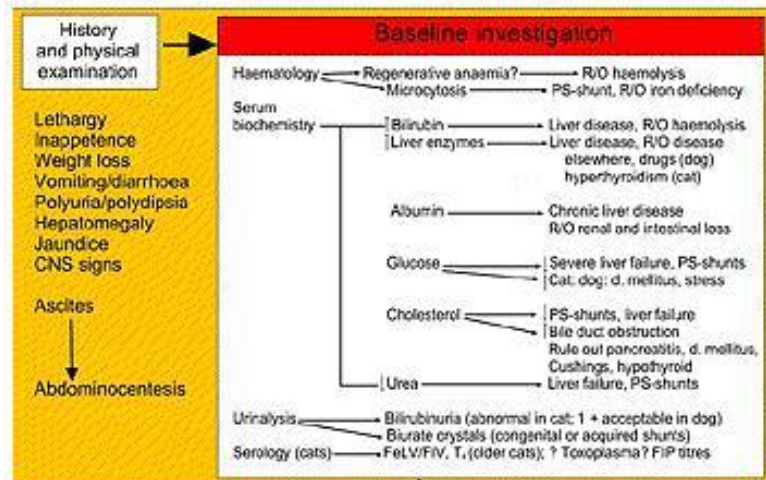 History
and physical
examination
Baseline investigation
Lethargy
Inappetence
Weight loss
Vomiting/diarrhoea
Polyuria/polydipsia
Hepatomegaly
Jaundice
CNS signs
Ascites
Abdominocentesis
Haematology Regenerative anaemia? R/O haemolysis
Microcytosis PS-shunt, R/O iron deficiency
Serum
biochemistry Bilirubin Liver disease, R/O haemolysis
Liver enzymes Liver disease, R/O disease
elsewhere, drugs (dog)
hyperthyroidism (cat)
Albumin Chronic liver disease
R/O renal and intestinal loss
Glucose Severe liver failure, PS-shunts
Cat: dog: d. mellitus, stress
Cholesterol PS-shunts, liver failure
Bile duct obstruction
Rule out pancreatitis, d. mellitus,
Cushings, hypothyroid
Urea Liver failure, PS-shunts
Urinalysis Bilirubinuria (abnormal in cat; 1 + acceptable in dog)
Biurate crystals (congenital or acquired shunts)
Serology (cats) FeLV/FIV, T₄ (older cats); ? Toxoplasma? FIP titres